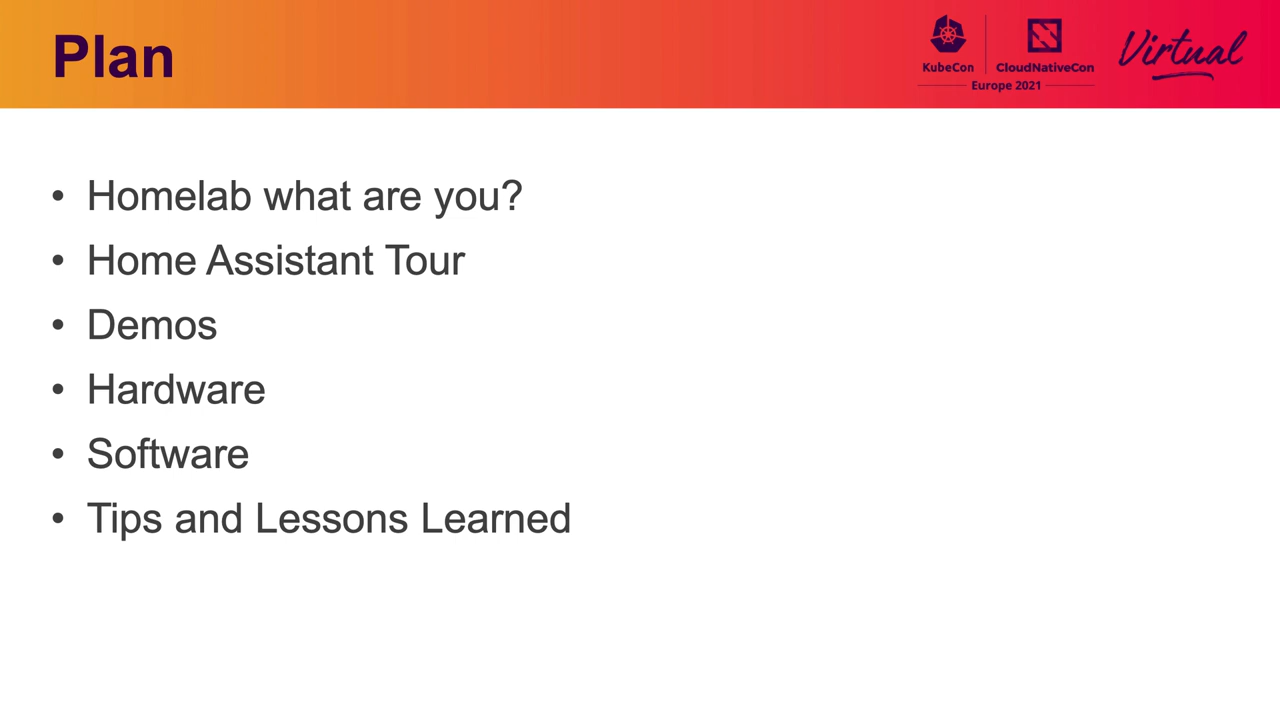 Plan
KubeCon
CloudNativeCon
Europe 2021
Virtual
• Homelab what are you?
• Home Assistant Tour
• Demos
• Hardware
• Software
• Tips and Lessons Learned